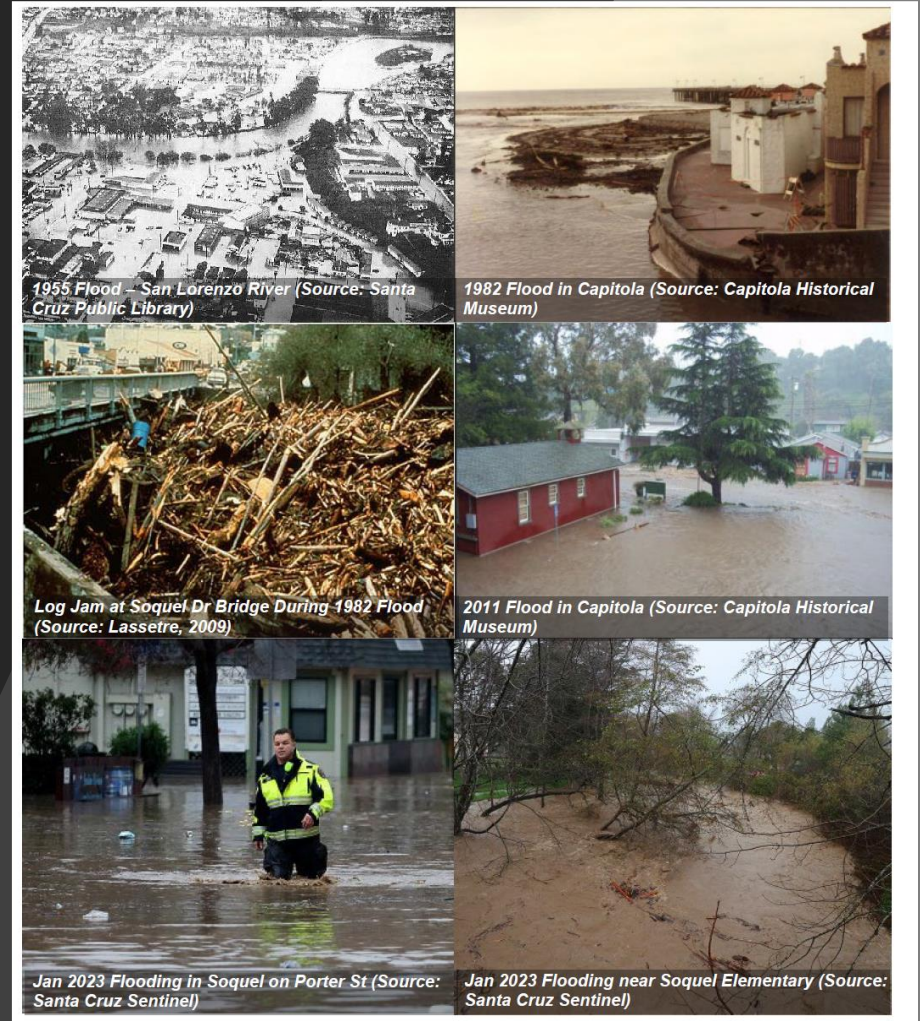 1955 Flood – San Lorenzo River (Source: Santa
Cruz Public Library)
1982 Flood in Capitola (Source: Capitola Historical
Museum)
Log Jam at Soquel Dr Bridge During 1982 Flood
(Source: Lassetre, 2009)
2011 Flood in Capitola (Source: Capitola Historical
Museum)
Jan 2023 Flooding in Soquel on Porter St (Source:
Santa Cruz Sentinel)
Jan 2023 Flooding near Soquel Elementary (Source:
Santa Cruz Sentinel)